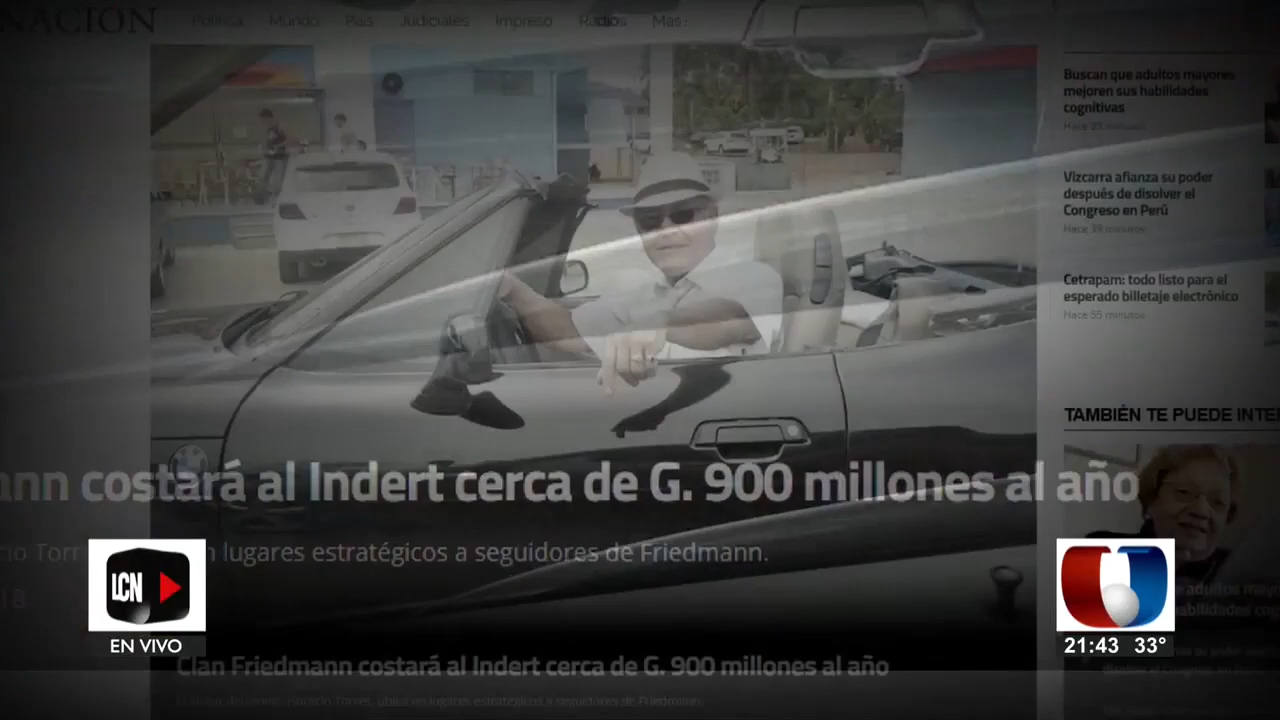 NACION
Política Mundo País Judiciales Impreso Radios Mas
Buscan que adultos mayores
mejoren sus habilidades
cognitivas
Hace 35 minutos
Vizcarra afianza su poder
después de disolver el
Congreso en Perú
Hace 39 minutos
Cetrapam: todo listo para el
esperado billetaje electrónico
Hace 55 minutos
TAMBIÉN TE PUEDE INTE
nn costará al Indert cerca de G. 900 millones al año
lugares estratégicos a seguidores de Friedmann.
18
LCN
EN VIVO
21:43 33°
Clan Friedmann costará al Indert cerca de G. 900 millones al año